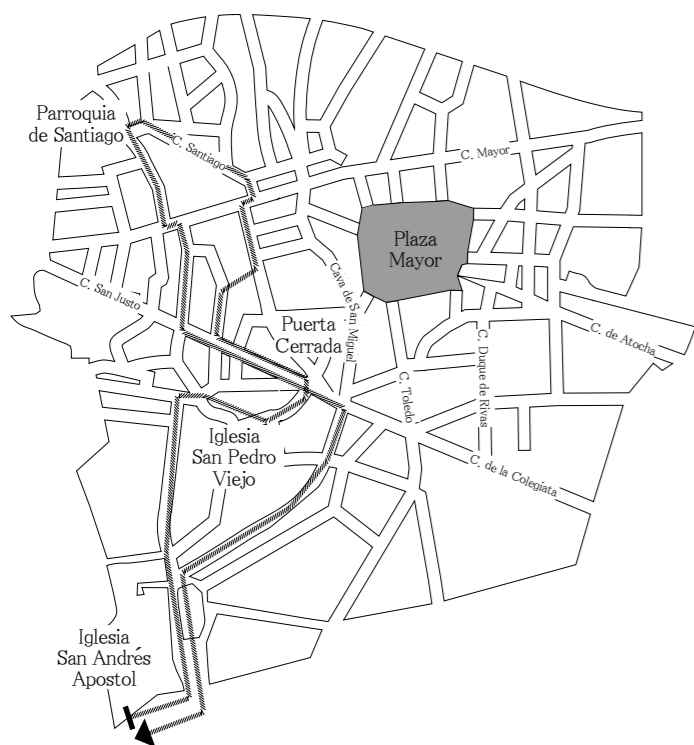 Parroquia
de Santiago
C. Santiago
C. Mayor
Plaza
Mayor
C. San Justo
Cava de San
Miguel
Puerta
Cerrada
C. de Atocha
C. Duque de Rivas
C. Toledo
Iglesia
San Pedro
Viejo
C. de la Colegiata
Iglesia
San Andrés
Apostol